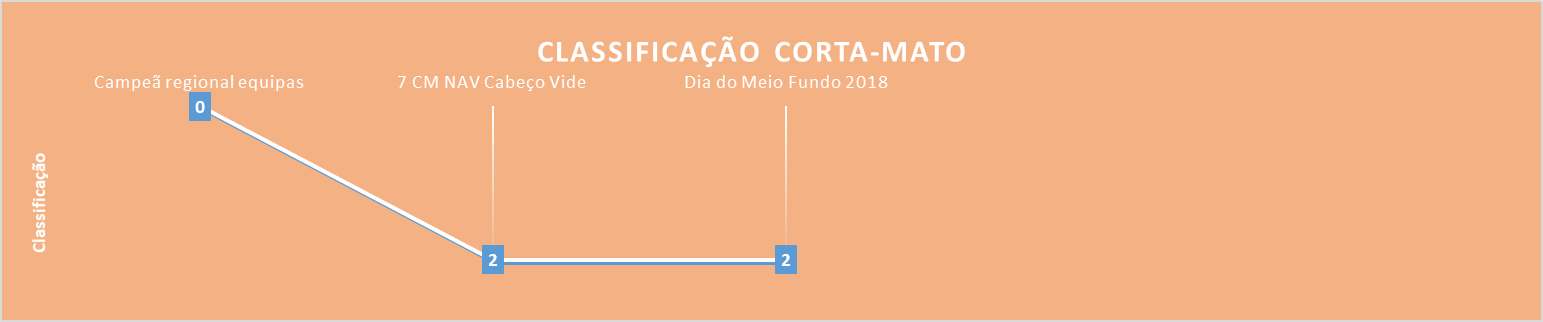 CLASSIFICAÇÃO CORTA-MATO
Campeã regional equipas
7 CM NAV Cabeço Vide
Dia do Meio Fundo 2018
0
Classificação
2
2